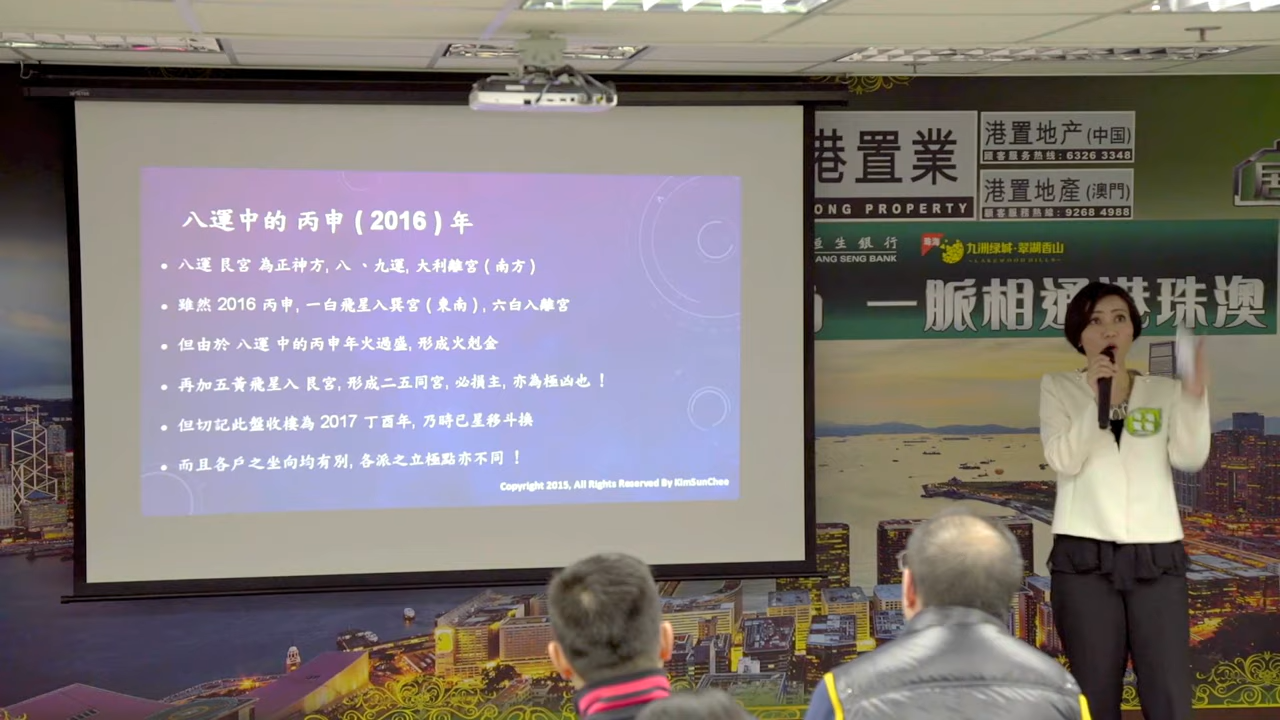 八運中的 丙申 ( 2016 ) 年
• 八運 艮宮 為正神方, 八 、九運, 大利離宮 ( 南方 )
• 雖然 2016 丙申, 一白飛星入巽宮 ( 東南 ) , 六白入離宮
• 但由於 八運 中的丙申年火過盛, 形成火剋金
• 再加五黃飛星入 艮宮, 形成二五同宮, 必損主, 亦為極凶也 !
• 但切記此盤收樓為 2017 丁酉年, 乃時已星移斗換
• 而且各戶之坐向均有別, 各派之立極點亦不同 !
Copyright 2015, All Rights Reserved By KimSunChee
港置業
ONG PROPERTY
港置地产 (中国)
顾客服务热线 : 6326 3348
港置地產 (澳門)
顧客服務熱線 : 9268 4988
恒生銀行
ANG SENG BANK
珠海
九洲绿城·翠湖香山
LAKEWOOD HILLS
一脈相通港珠澳